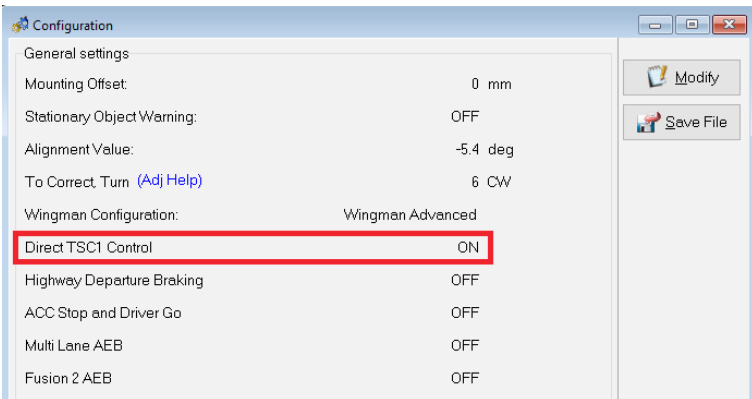 Configuration
General settings
Mounting Offset: 0 mm
Stationary Object Warning: OFF
Alignment Value: -5.4 deg
To Correct, Turn (Adj Help) 6 CW
Wingman Configuration: Wingman Advanced
Direct TSC1 Control ON
Highway Departure Braking OFF
ACC Stop and Driver Go OFF
Multi Lane AEB OFF
Fusion 2 AEB OFF
Modify
Save File